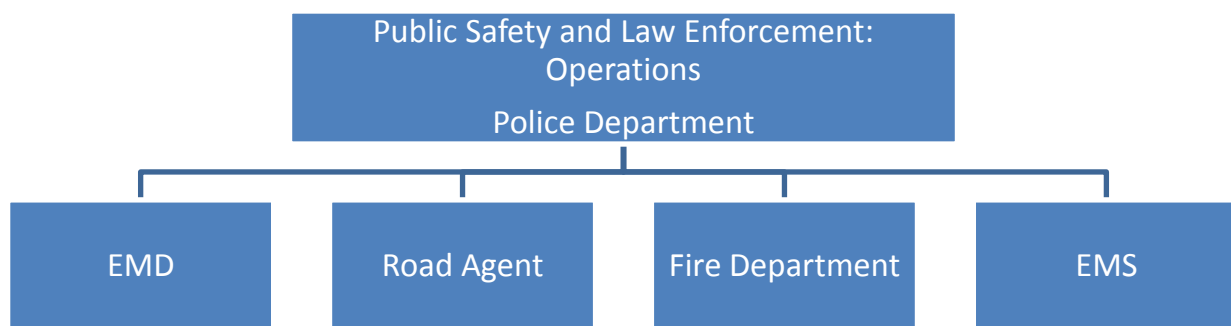 Public Safety and Law Enforcement:
Operations
Police Department
EMD
Road Agent
Fire Department
EMS